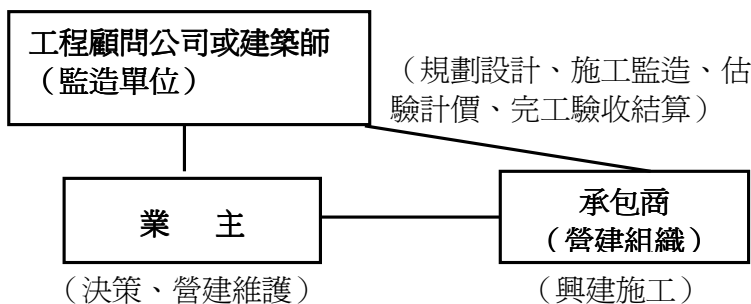 工程顧問公司或建築師
（監造單位）
（規劃設計、施工監造、估
驗計價、完工驗收結算）
業　主
承包商
（營建組織）
（決策、營建維護）
（興建施工）